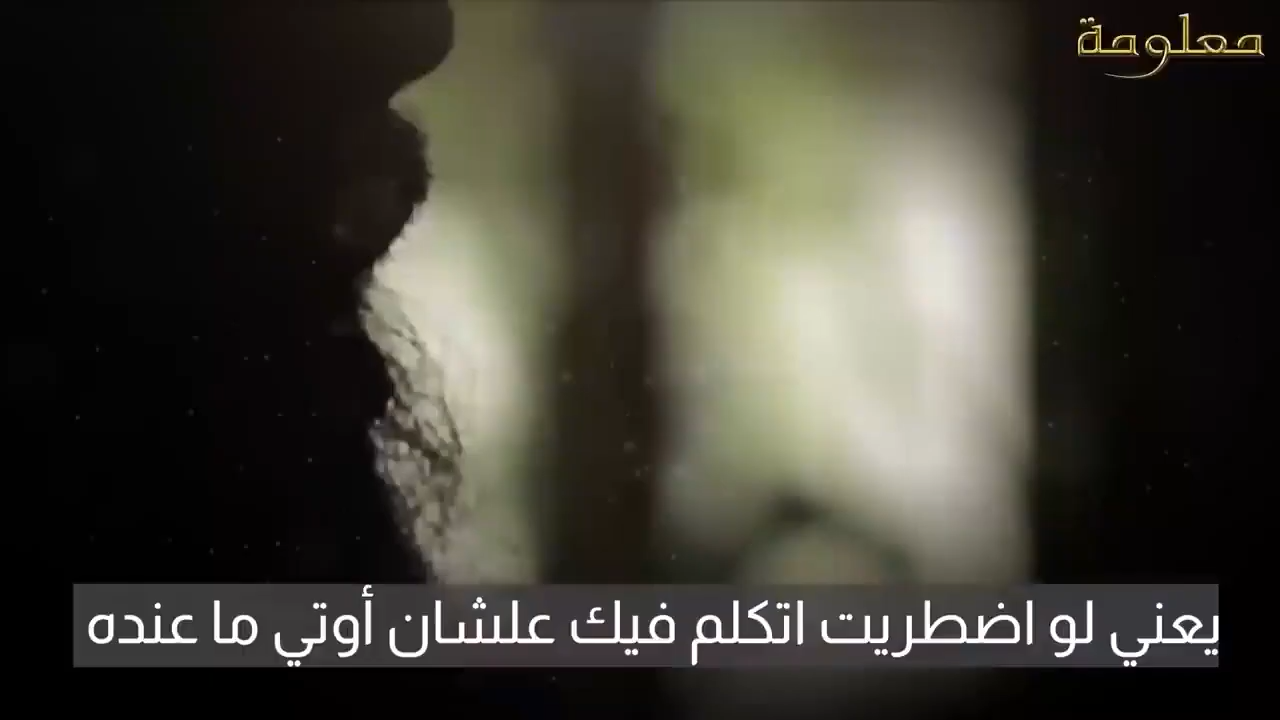 معلومة
يعني لو اضطريت اتكلم فيك علشان أوتي ما عنده